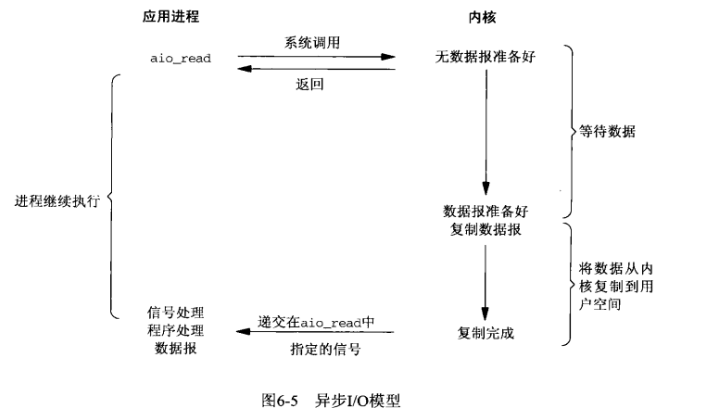 应用进程
内核
系统调用
aio_read
无数据报准备好
返回
等待数据
进程继续执行
数据报准备好
复制数据报
将数据从内
核复制到用
户空间
信号处理
程序处理
数据报
递交在aio_read中
指定的信号
复制完成
图6-5 异步I/O模型